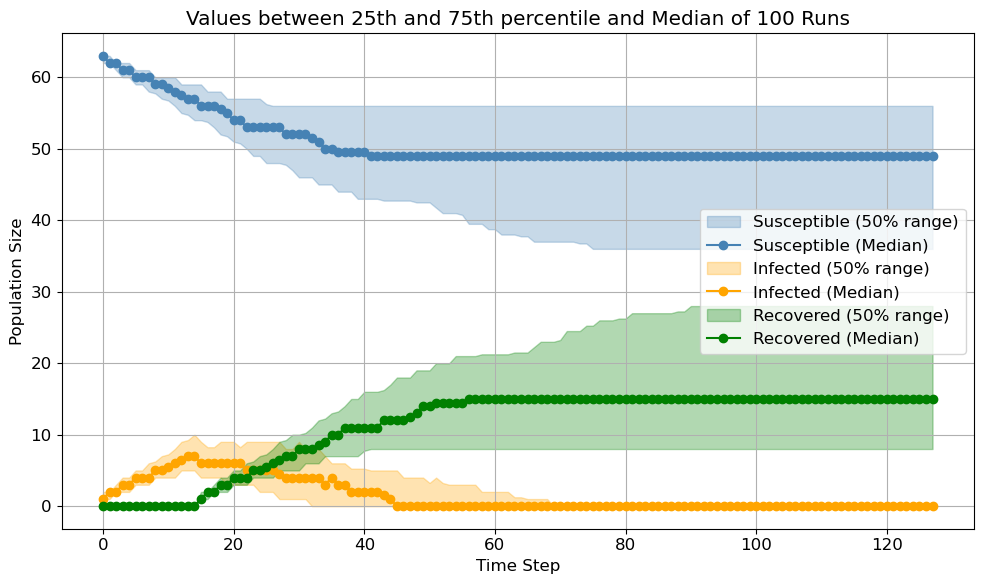 Values between 25th and 75th percentile and Median of 100 Runs
Population Size
60
50
40
30
20
10
0
Susceptible (50% range)
Susceptible (Median)
Infected (50% range)
Infected (Median)
Recovered (50% range)
Recovered (Median)
0 20 40 60 80 100 120
Time Step